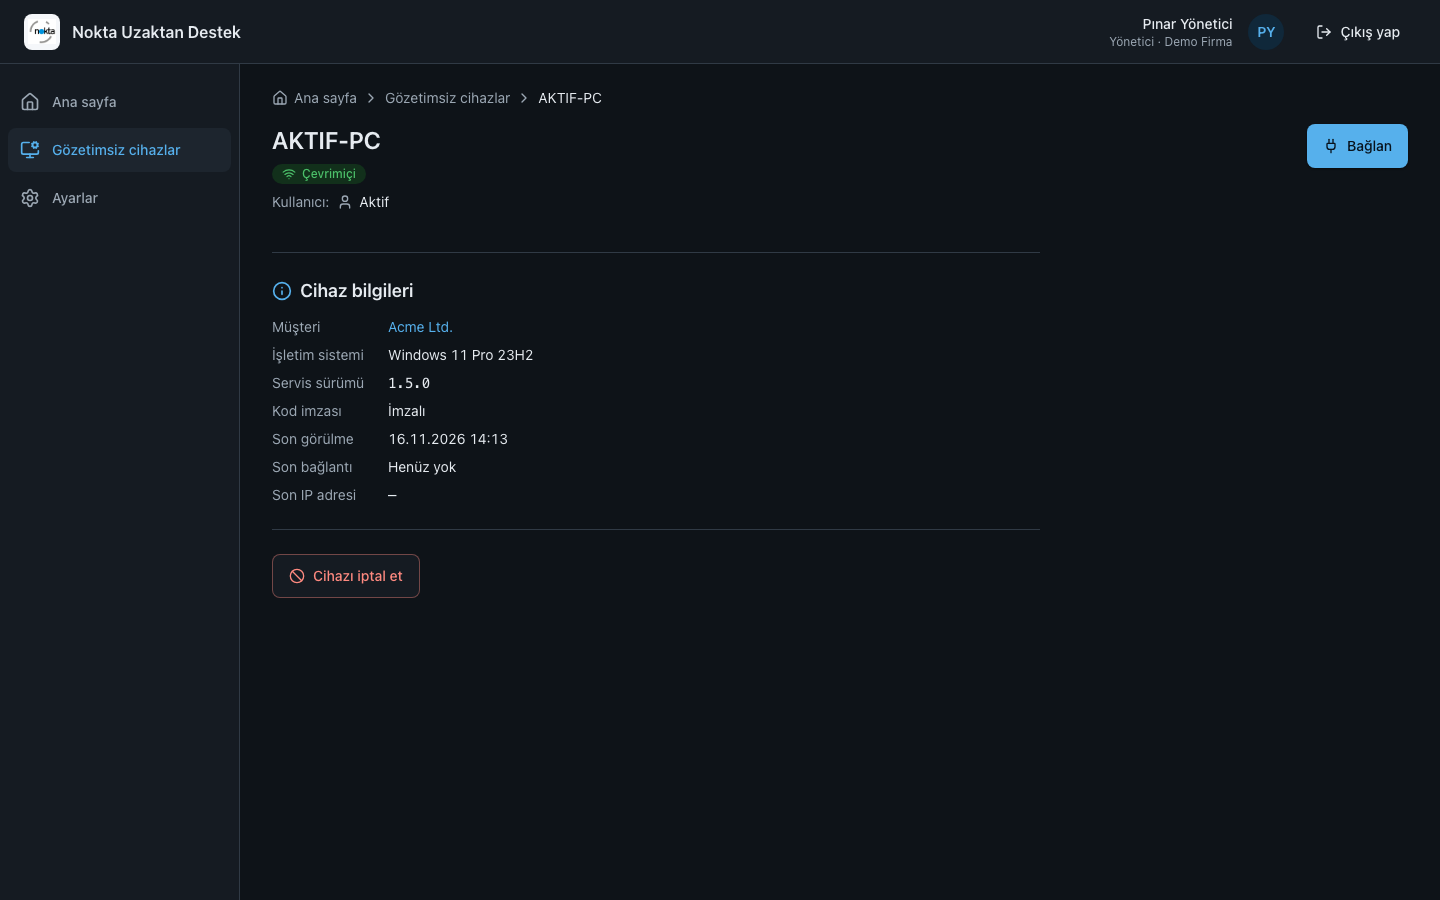 nokta
Nokta Uzaktan Destek
Pınar Yönetici
Yönetici · Demo Firma
PY
Çıkış yap
Ana sayfa
Gözetimsiz cihazlar
Ayarlar
Ana sayfa > Gözetimsiz cihazlar > AKTIF-PC
AKTIF-PC
Bağlan
Çevrimiçi
Kullanıcı: Aktif
Cihaz bilgileri
Müşteri Acme Ltd.
İşletim sistemi Windows 11 Pro 23H2
Servis sürümü 1.5.0
Kod imzası İmzalı
Son görülme 16.11.2026 14:13
Son bağlantı Henüz yok
Son IP adresi –
Cihazı iptal et